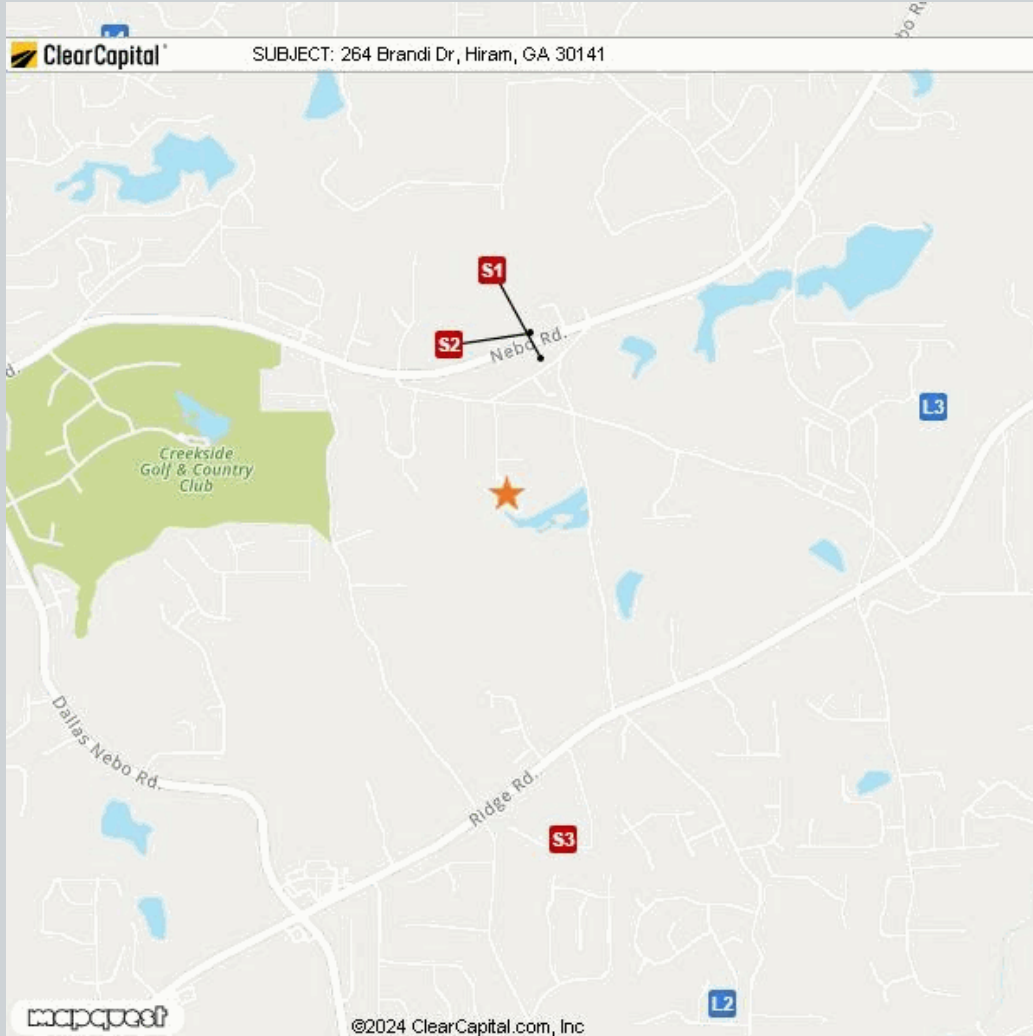 ClearCapital
SUBJECT: 264 Brandi Dr, Hiram, GA 30141
S1
S2
Nebo Rd.
L3
Creekside
Golf & Country
Club
Dallas Nebo Rd.
Ridge Rd.
S3
L2
mapquest
©2024 ClearCapital.com, Inc